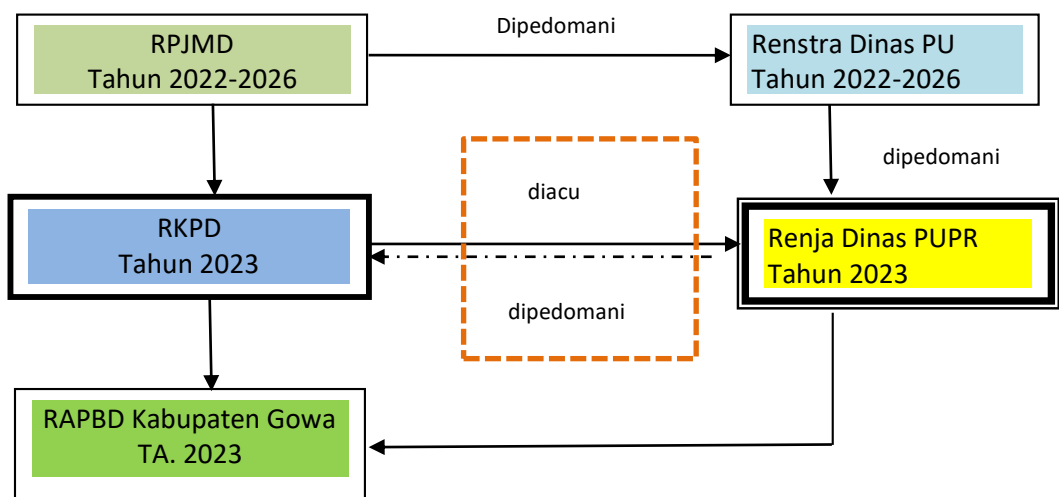 RPJMD
Tahun 2022-2026
Dipedomani
Renstra Dinas PU
Tahun 2022-2026
dipedomani
diacu
RKPD
Tahun 2023
Renja Dinas PUPR
Tahun 2023
dipedomani
RAPBD Kabupaten Gowa
TA. 2023